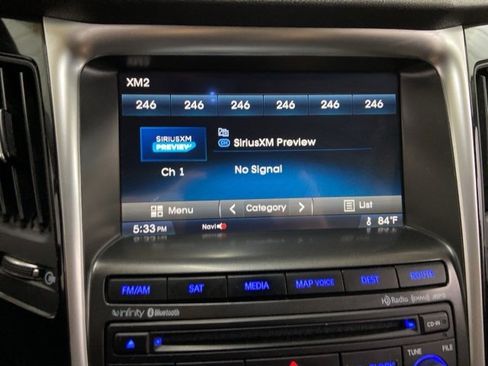 XM2
246 246 246 246 246 246
SIRIUSXM
PREVIEW
SiriusXM Preview
Ch 1 No Signal
Menu < Category > List
5:33 PM Navi 84°F
FM/AM SAT MEDIA MAP VOICE DEST ROUTE
infinity Bluetooth HD Radio
CD-IN
TUNE FILE